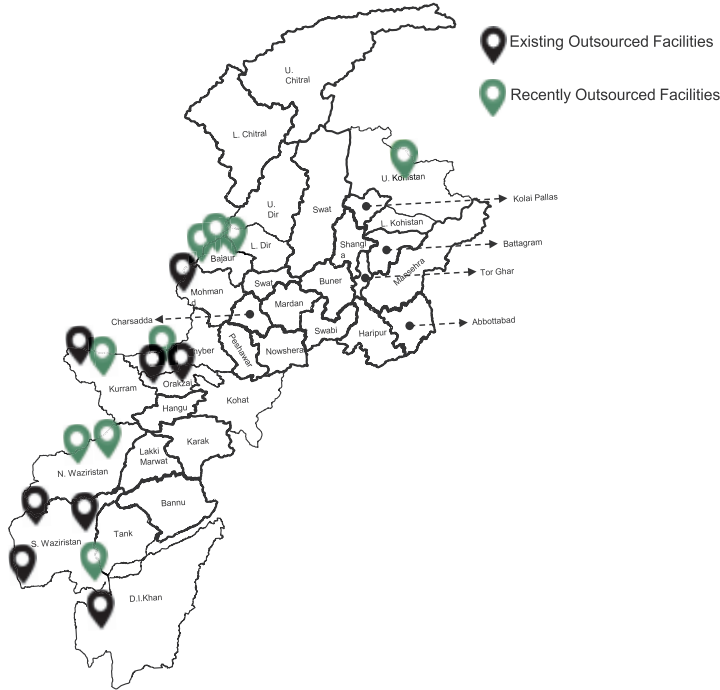 Existing Outsourced Facilities
Recently Outsourced Facilities
U.
Chitral
L. Chitral
U. Kohistan
Kolai Pallas
U.
Dir
Swat
L. Kohistan
Shangl
a
L. Dir
Battagram
Bajaur
Mansehra
Tor Ghar
Swat
Buner
Mohman
d
Mardan
Charsadda
Abbottabad
Swabi
Haripur
Peshawar
Nowshera
hyber
Orakzai
Kurram
Kohat
Hangu
Karak
Lakki
Marwat
N. Waziristan
Bannu
Tank
S. Waziristan
D.I.Khan